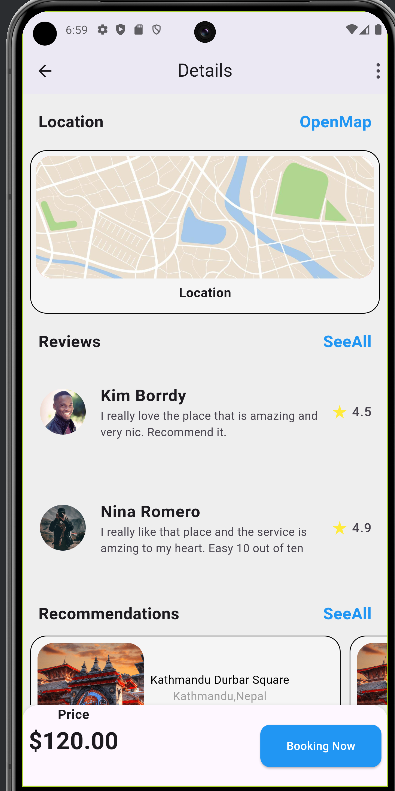 6:59
Details
Location OpenMap
Location
Reviews SeeAll
Kim Borrdy
I really love the place that is amazing and
very nic. Recommend it.
4.5
Nina Romero
I really like that place and the service is
amzing to my heart. Easy 10 out of ten
4.9
Recommendations SeeAll
Kathmandu Durbar Square
Kathmandu,Nepal
Price
$120.00
Booking Now